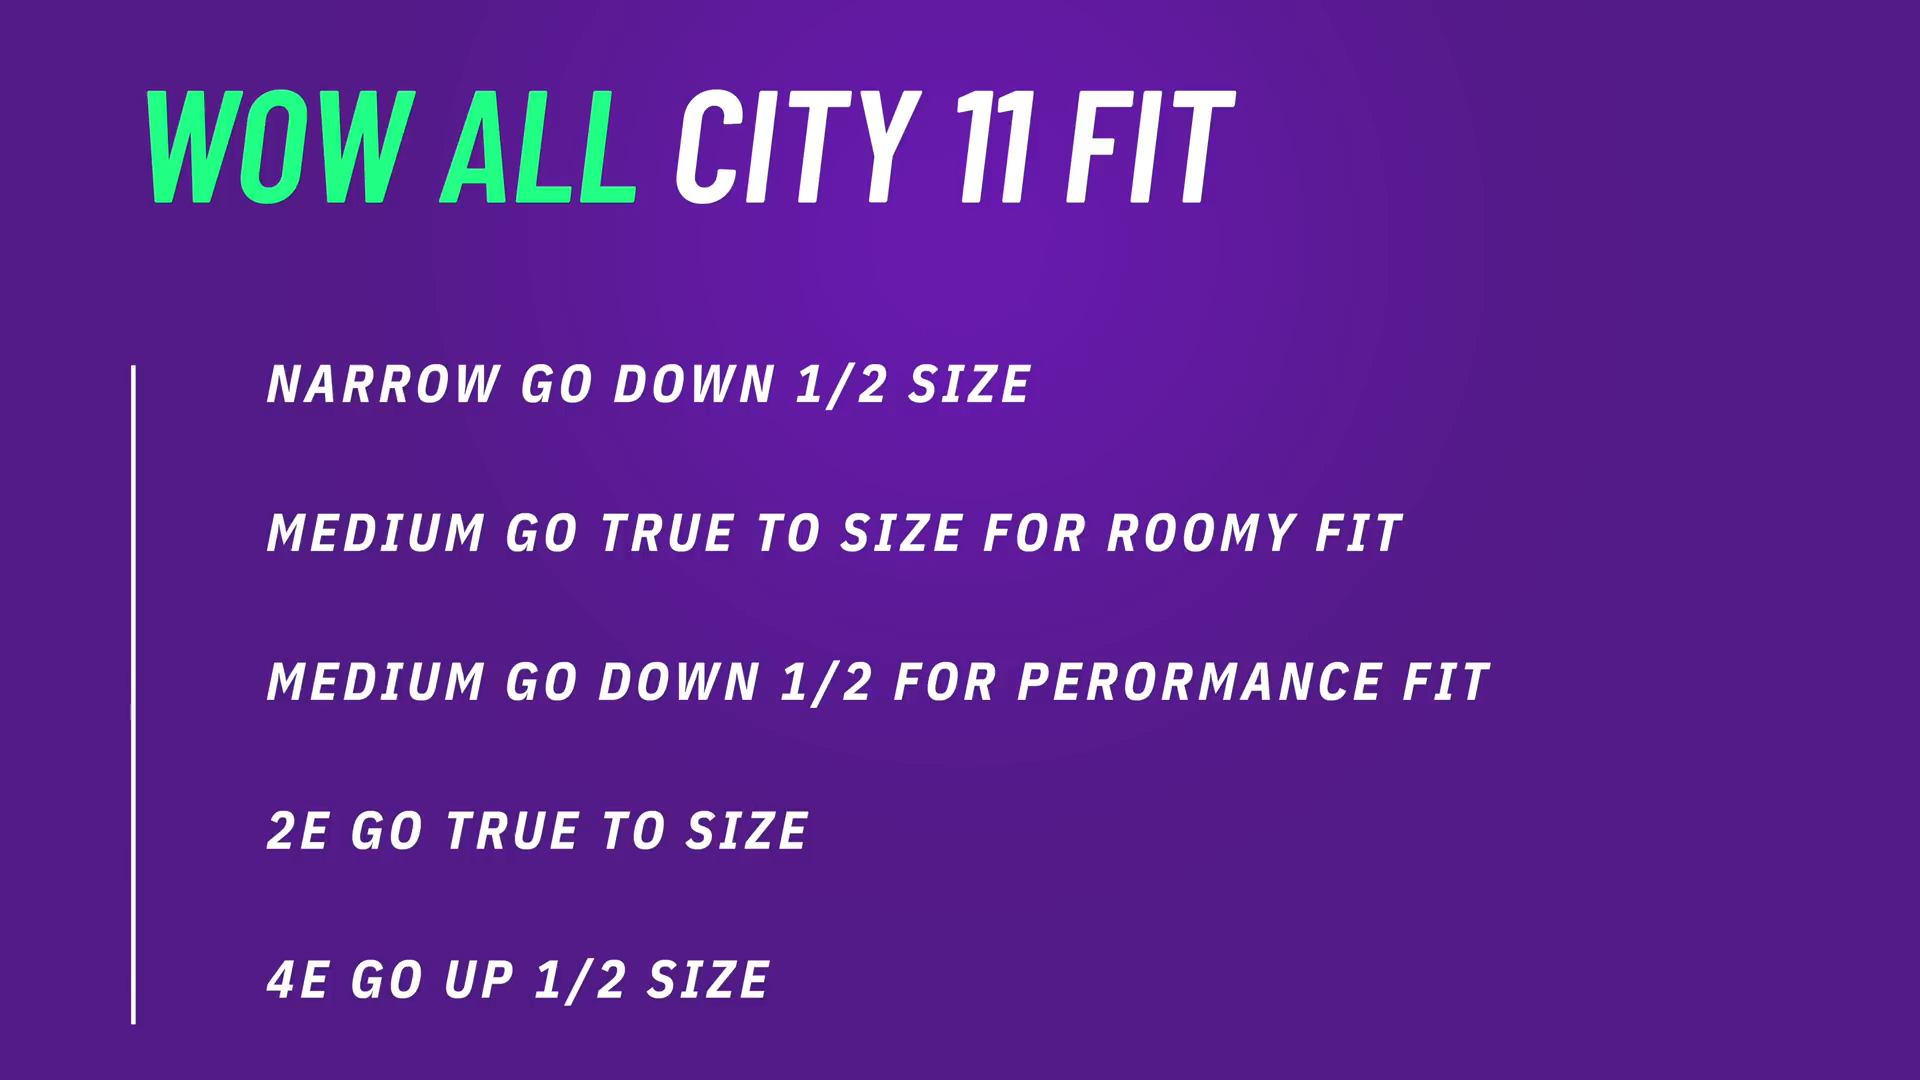 WOW ALL CITY 11 FIT
NARROW GO DOWN 1/2 SIZE
MEDIUM GO TRUE TO SIZE FOR ROOMY FIT
MEDIUM GO DOWN 1/2 FOR PERORMANCE FIT
2E GO TRUE TO SIZE
4E GO UP 1/2 SIZE